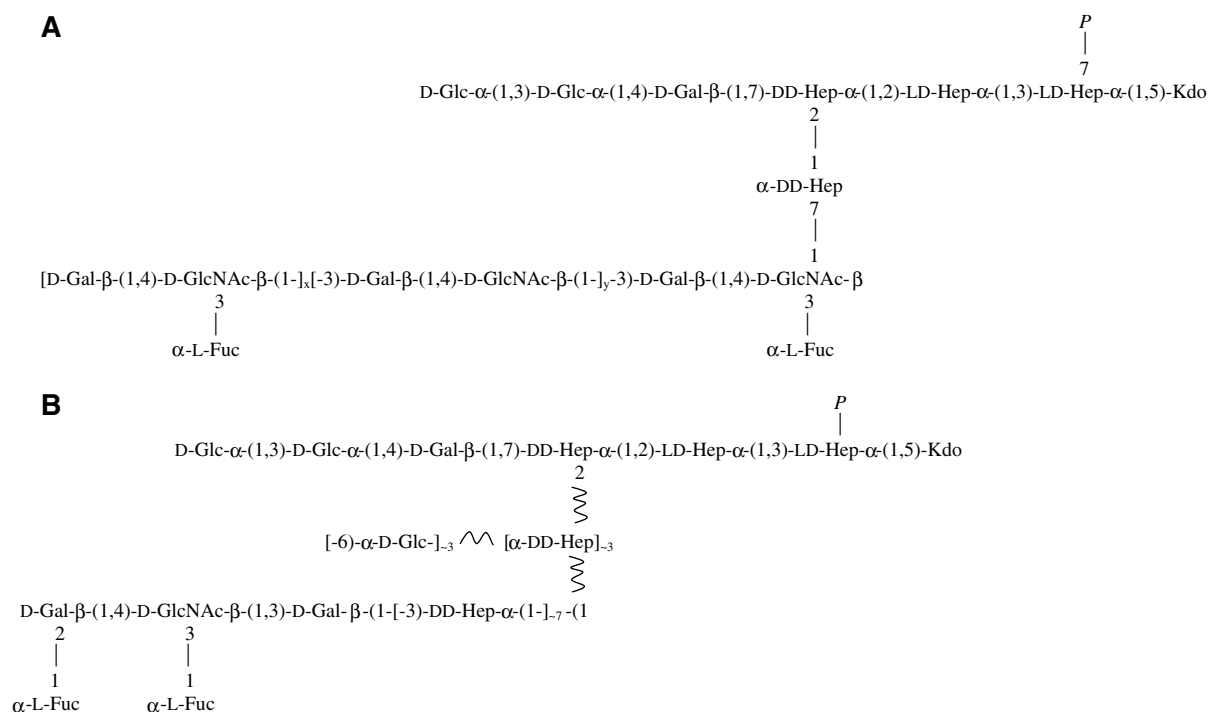 A
P
7
D-Glc-α-(1,3)-D-Glc-α-(1,4)-D-Gal-β-(1,7)-DD-Hep-α-(1,2)-LD-Hep-α-(1,3)-LD-Hep-α-(1,5)-Kdo
2
1
α-DD-Hep
7
1
[D-Gal-β-(1,4)-D-GlcNAc-β-(1-]x[-3)-D-Gal-β-(1,4)-D-GlcNAc-β-(1-]y-3)-D-Gal-β-(1,4)-D-GlcNAc-β
3 3
α-L-Fuc α-L-Fuc
B
P
D-Glc-α-(1,3)-D-Glc-α-(1,4)-D-Gal-β-(1,7)-DD-Hep-α-(1,2)-LD-Hep-α-(1,3)-LD-Hep-α-(1,5)-Kdo
2
[-6)-α-D-Glc-]~3 [α-DD-Hep]~3
D-Gal-β-(1,4)-D-GlcNAc-β-(1,3)-D-Gal-β-(1-[-3)-DD-Hep-α-(1-]~7-(1
2 3
1 1
α-L-Fuc α-L-Fuc